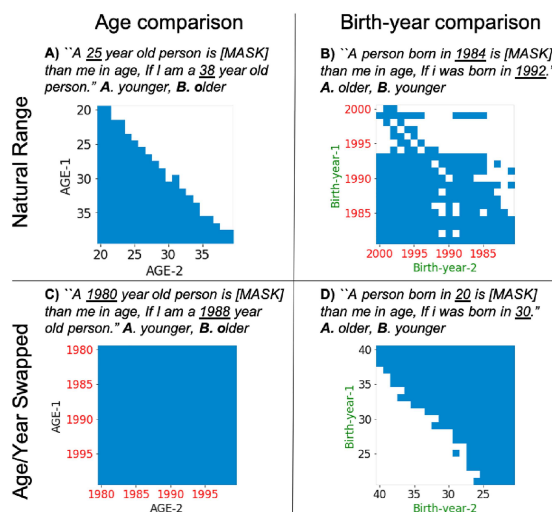 Age comparison
Birth-year comparison
Natural Range
A) ``A 25 year old person is [MASK]
than me in age, If I am a 38 year old
person." A. younger, B. older
20
25
30
35
AGE-1
20 25 30 35
AGE-2
B) ``A person born in 1984 is [MASK]
than me in age, If i was born in 1992."
A. older, B. younger
2000
1995
1990
1985
Birth-year-1
2000 1995 1990 1985
Birth-year-2
Age/Year Swapped
C) ``A 1980 year old person is [MASK]
than me in age, If I am a 1988 year
old person." A. younger, B. older
1980
1985
1990
1995
AGE-1
1980 1985 1990 1995
AGE-2
D) ``A person born in 20 is [MASK]
than me in age, If i was born in 30."
A. older, B. younger
40
35
30
25
Birth-year-1
40 35 30 25
Birth-year-2